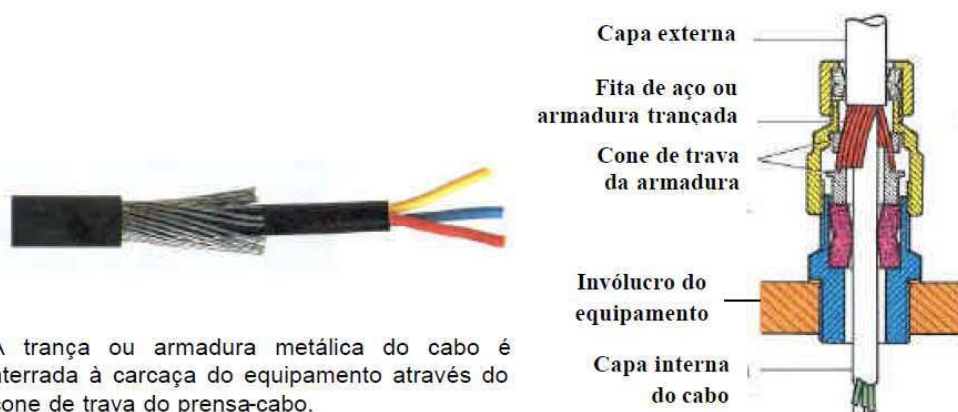 Capa externa
Fita de aço ou
armadura trançada
Cone de trava
da armadura
Invólucro do
equipamento
Capa interna
do cabo
A trança ou armadura metálica do cabo é
aterrada à carcaça do equipamento através do
cone de trava do prensa-cabo.